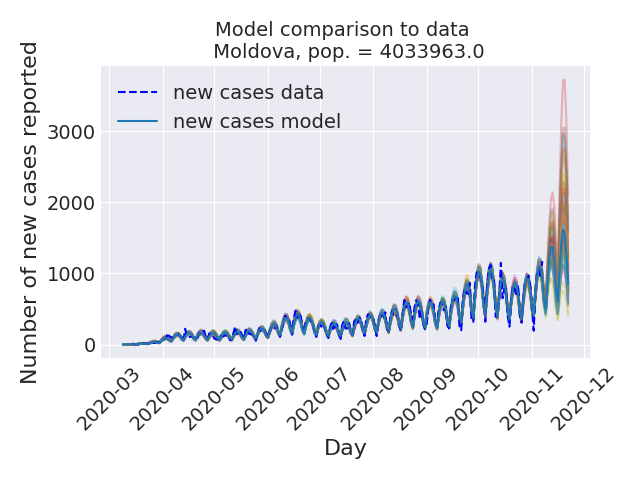 Model comparison to data
Moldova, pop. = 4033963.0
Number of new cases reported
new cases data
new cases model
3000
2000
1000
0
2020-03
2020-04
2020-05
2020-06
2020-07
2020-08
2020-09
2020-10
2020-11
2020-12
Day